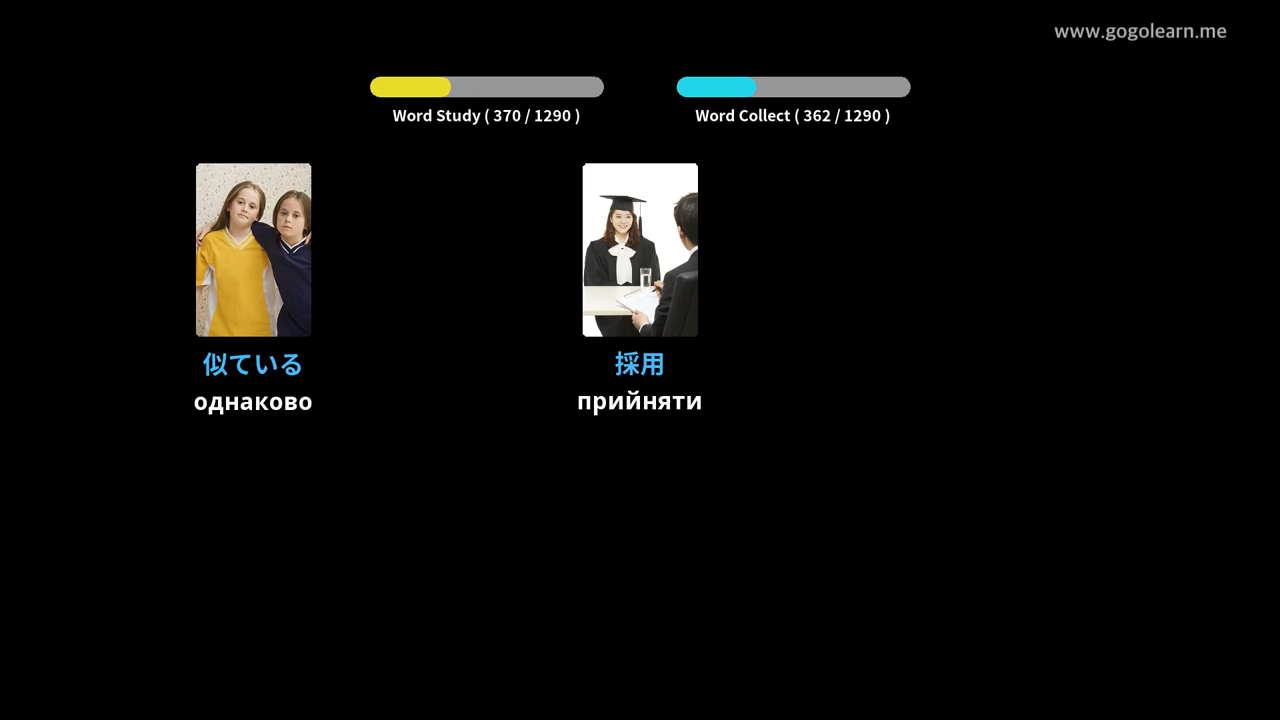 www.gogolearn.me
Word Study ( 370 / 1290 )
Word Collect ( 362 / 1290 )
似ている
однаково
採用
прийняти